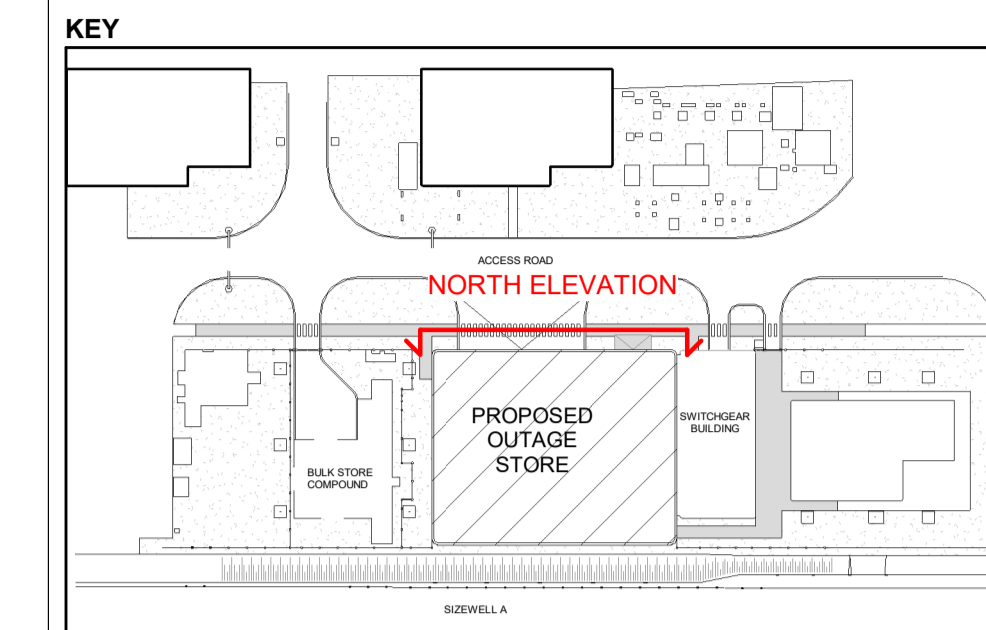 KEY
ACCESS ROAD
NORTH ELEVATION
PROPOSED
OUTAGE
STORE
SWITCHGEAR
BUILDING
BULK STORE
COMPOUND
SIZEWELL A